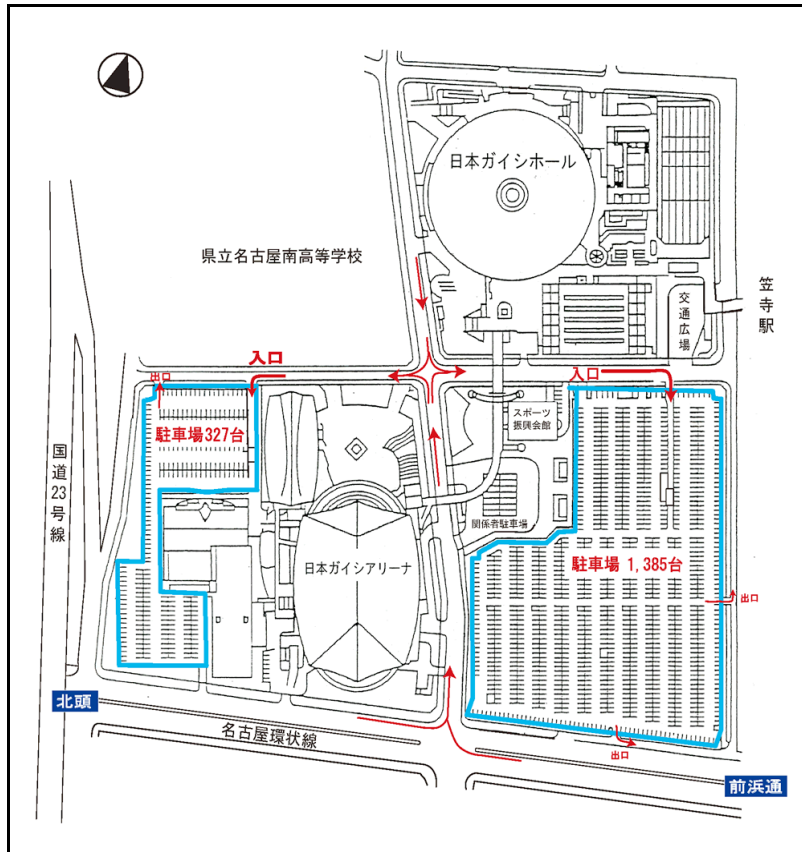 日本ガイシホール
県立名古屋南高等学校
笠寺駅
交通広場
入口
出口
入口
駐車場327台
スポーツ
振興会館
国道23号線
関係者駐車場
日本ガイシアリーナ
駐車場 1,385台
出口
北頭
名古屋環状線
出口
前浜通